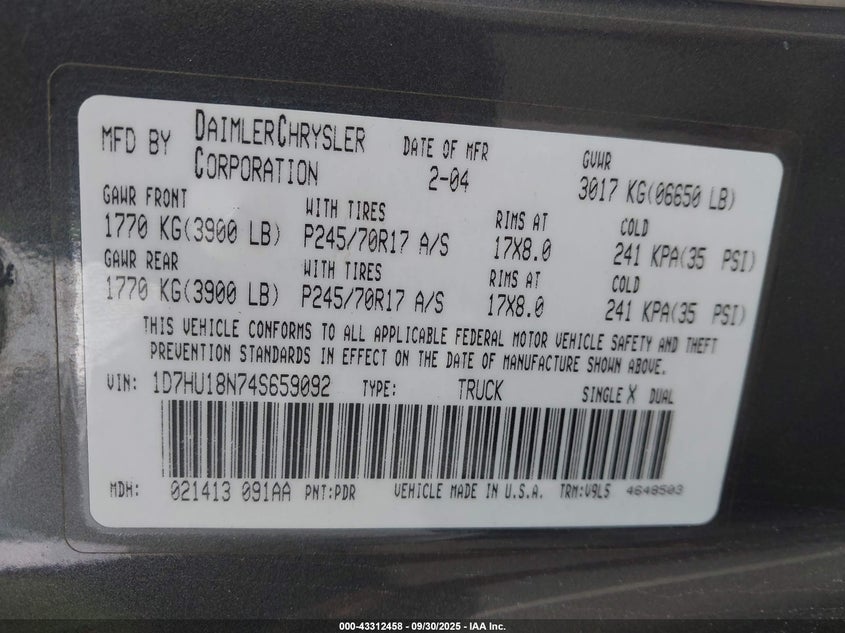 MFD BY DAIMLERCHRYSLER CORPORATION DATE OF MFR 2-04 GVWR 3017 KG(06650 LB)
GAWR FRONT WITH TIRES RIMS AT COLD
1770 KG(3900 LB) P245/70R17 A/S 17X8.0 241 KPA(35 PSI)
GAWR REAR WITH TIRES RIMS AT COLD
1770 KG(3900 LB) P245/70R17 A/S 17X8.0 241 KPA(35 PSI)
THIS VEHICLE CONFORMS TO ALL APPLICABLE FEDERAL MOTOR VEHICLE SAFETY AND THEFT
PREVENTION STANDARDS IN EFFECT ON THE DATE OF MANUFACTURE SHOWN ABOVE.
VIN: 1D7HU18N74S659092 TYPE: TRUCK SINGLE X DUAL
MDH: 021413 091AA PNT:PDR VEHICLE MADE IN U.S.A. TRM:V9L5 4648503
000-43312458 - 09/30/2025 - IAA Inc.